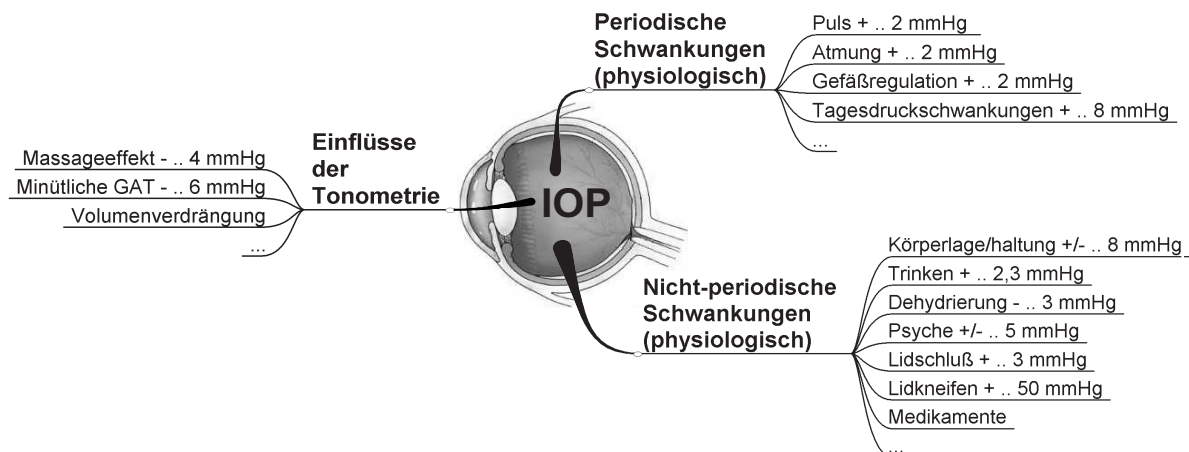 Periodische
Schwankungen
(physiologisch)
Puls + .. 2 mmHg
Atmung + .. 2 mmHg
Gefäßregulation + .. 2 mmHg
Tagesdruckschwankungen + .. 8 mmHg
...
Einflüsse
der
Tonometrie
Massageeffekt - .. 4 mmHg
Minütliche GAT - .. 6 mmHg
Volumenverdrängung
...
IOP
Nicht-periodische
Schwankungen
(physiologisch)
Körperlage/haltung +/- .. 8 mmHg
Trinken + .. 2,3 mmHg
Dehydrierung - .. 3 mmHg
Psyche +/- .. 5 mmHg
Lidschluß + .. 3 mmHg
Lidkneifen + .. 50 mmHg
Medikamente
...